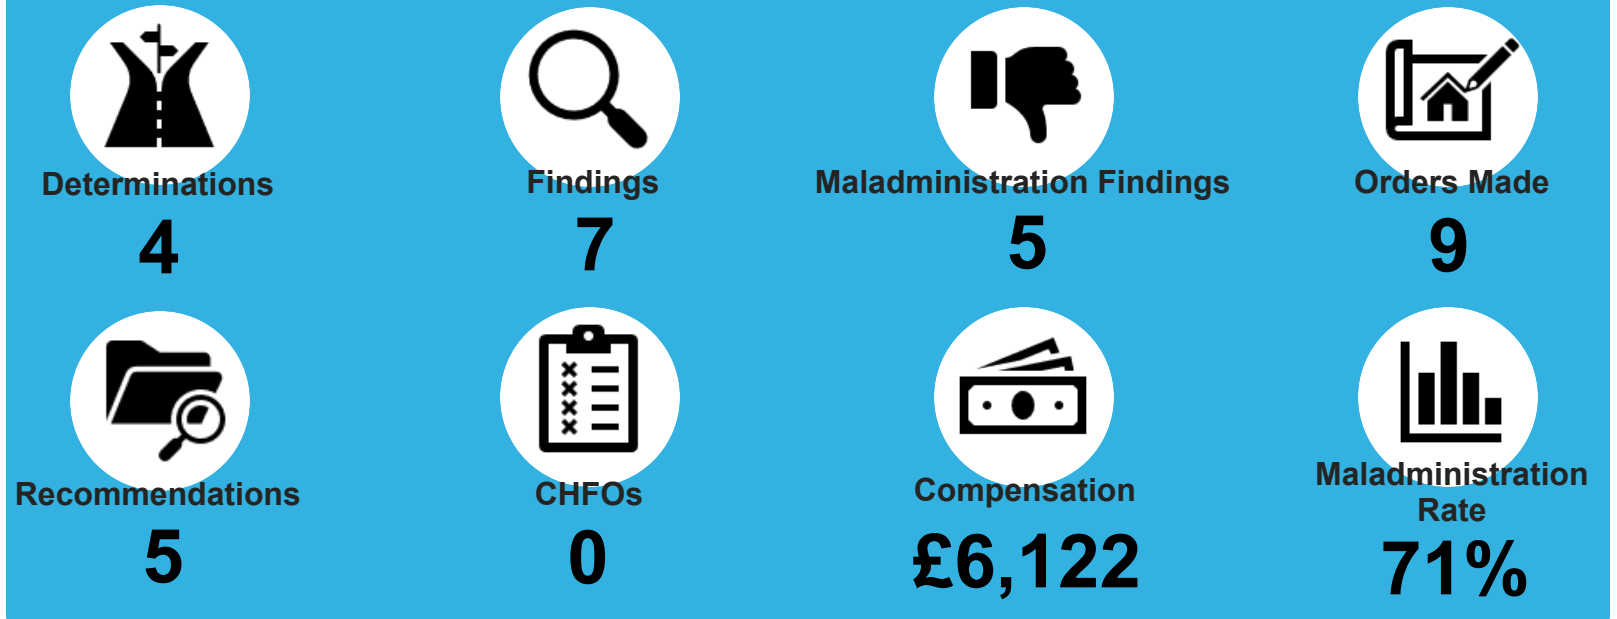 Determinations
4
Findings
7
Maladministration Findings
5
Orders Made
9
Recommendations
5
CHFOs
0
Compensation
£6,122
Maladministration
Rate
71%